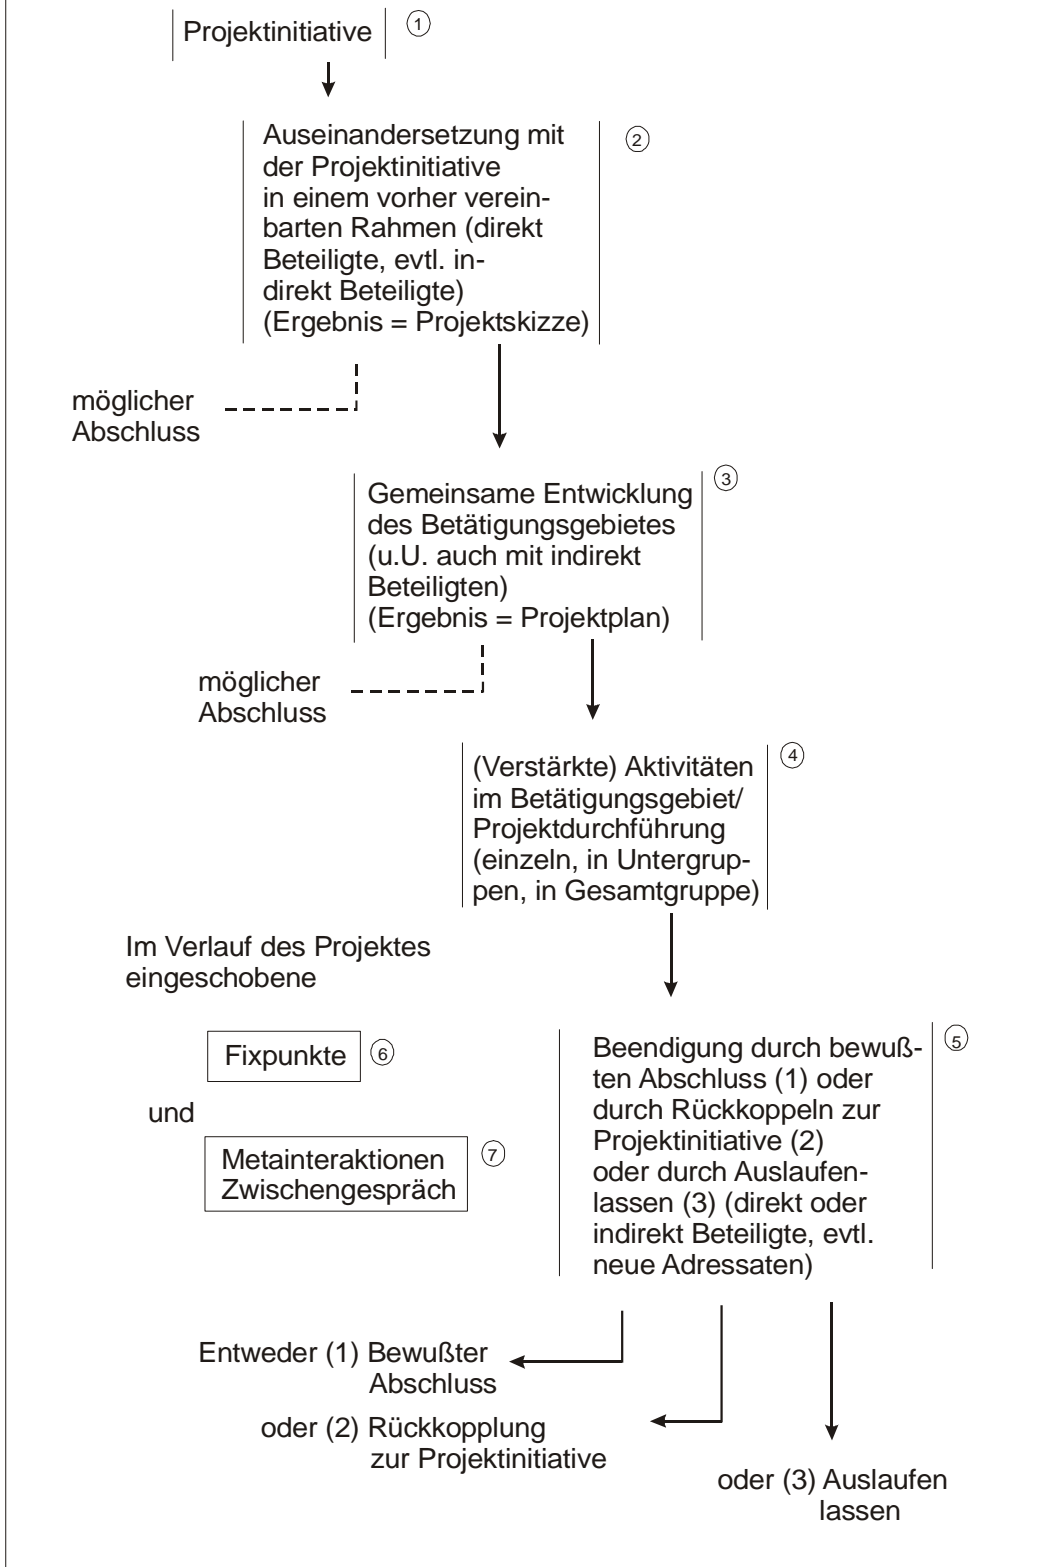 Projektinitiative 1
Auseinandersetzung mit 2
der Projektinitiative
in einem vorher verein-
barten Rahmen (direkt
Beteiligte, evtl. in-
direkt Beteiligte)
(Ergebnis = Projektskizze)
möglicher
Abschluss
Gemeinsame Entwicklung 3
des Betätigungsgebietes
(u.U. auch mit indirekt
Beteiligten)
(Ergebnis = Projektplan)
möglicher
Abschluss
(Verstärkte) Aktivitäten 4
im Betätigungsgebiet/
Projektdurchführung
(einzeln, in Untergrup-
pen, in Gesamtgruppe)
Im Verlauf des Projektes
eingeschobene
Fixpunkte 6
und
Metainteraktionen 7
Zwischengespräch
Beendigung durch bewuß- 5
ten Abschluss (1) oder
durch Rückkoppeln zur
Projektinitiative (2)
oder durch Auslaufen-
lassen (3) (direkt oder
indirekt Beteiligte, evtl.
neue Adressaten)
Entweder (1) Bewußter
Abschluss
oder (2) Rückkopplung
zur Projektinitiative
oder (3) Auslaufen
lassen